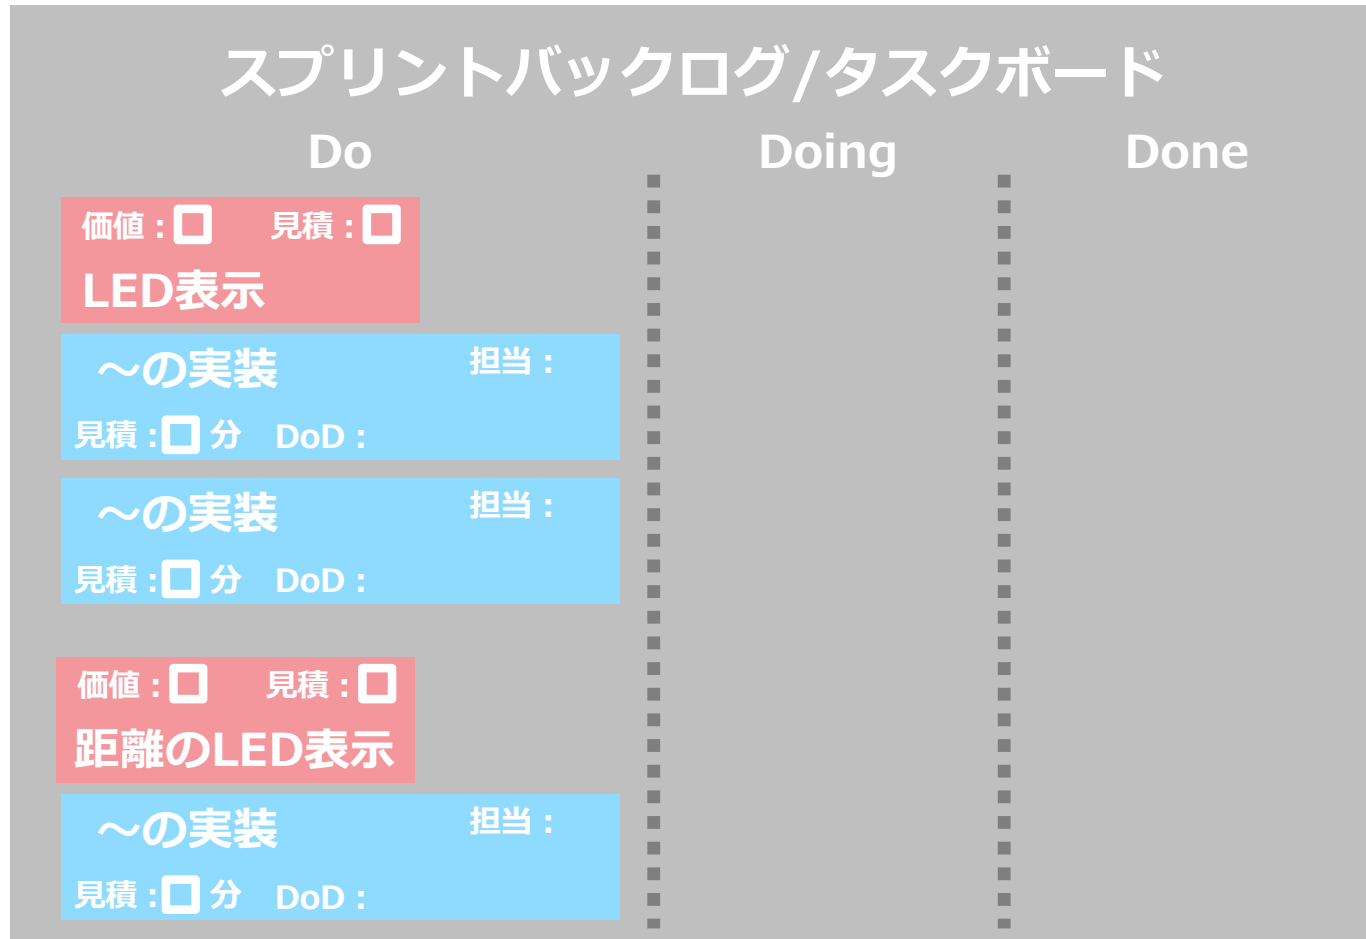 スプリントバックログ/タスクボード
Do Doing Done
価値：□ 見積：□
LED表示
～の実装 担当：
見積：□ 分 DoD：
～の実装 担当：
見積：□ 分 DoD：
価値：□ 見積：□
距離のLED表示
～の実装 担当：
見積：□ 分 DoD：